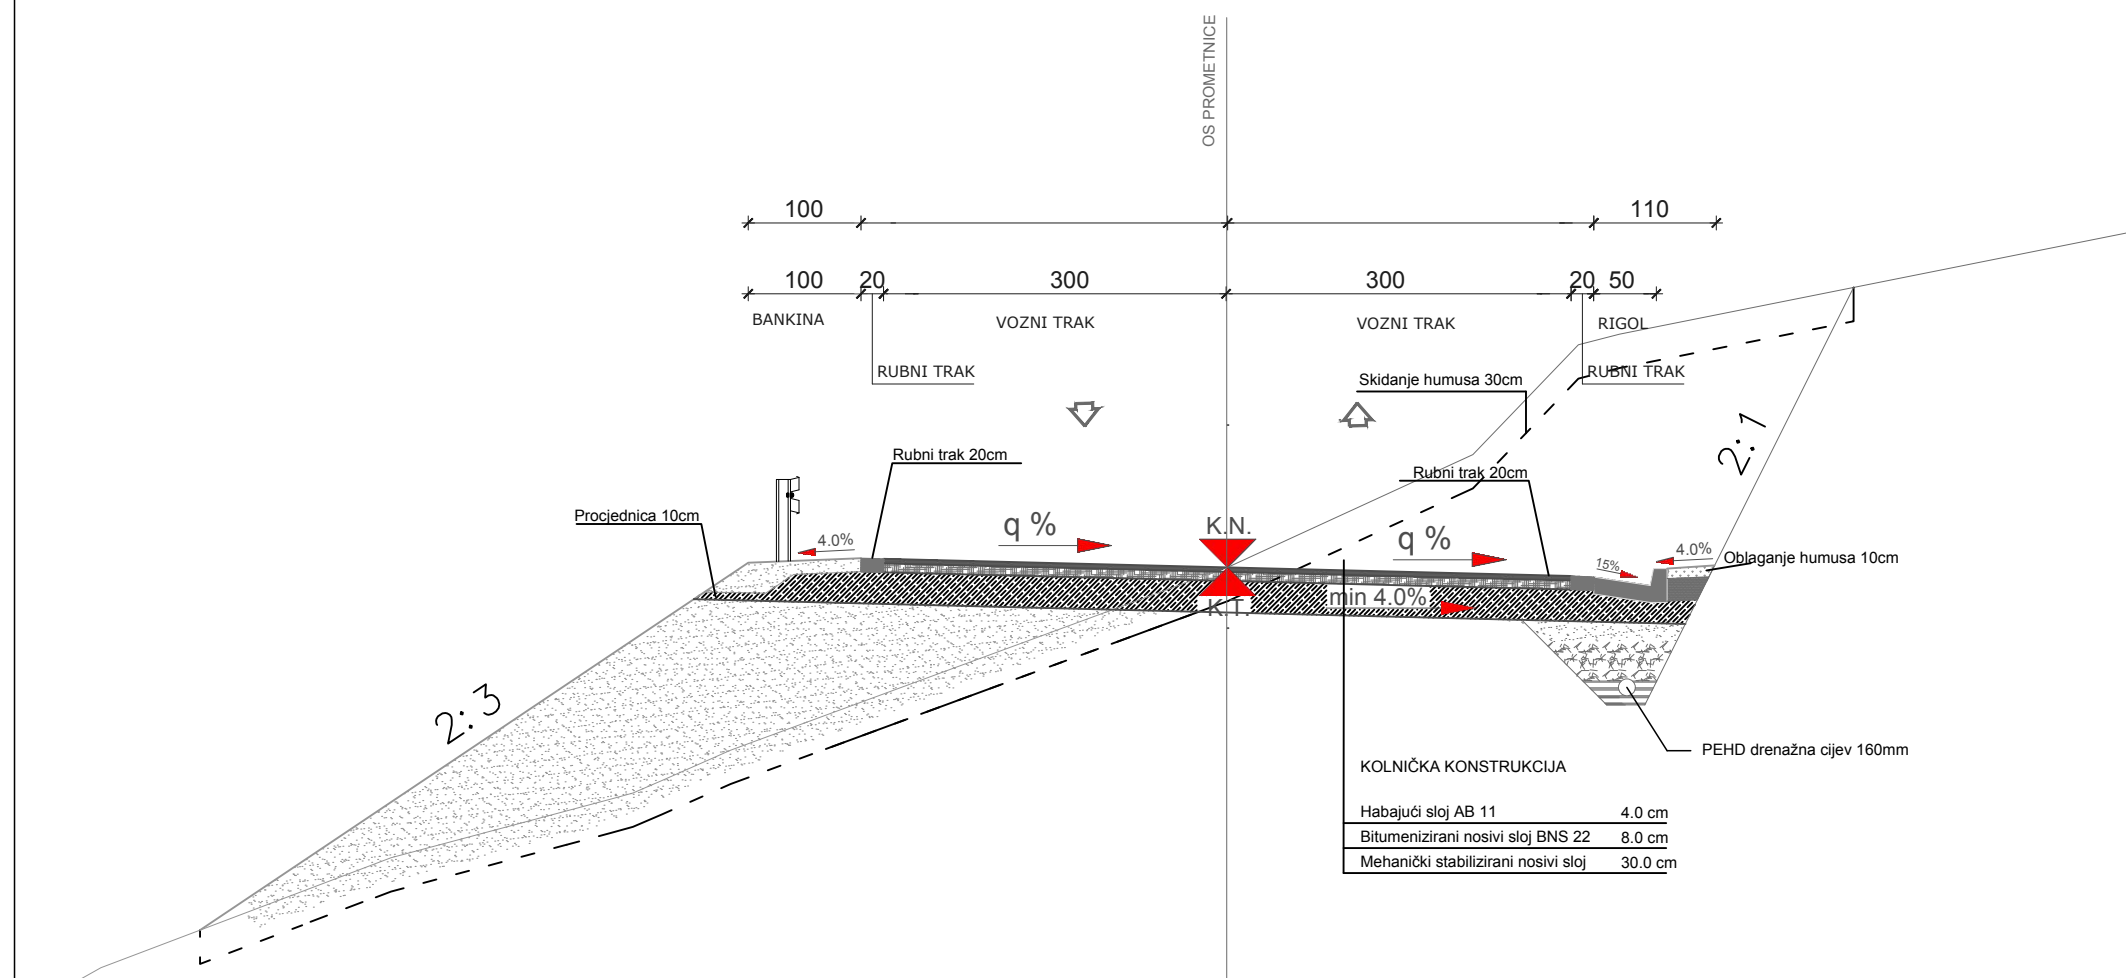 OS PROMETNICE
100
110
100
20
300
300
20
50
BANKINA
VOZNI TRAK
VOZNI TRAK
RIGOL
RUBNI TRAK
RUBNI TRAK
Skidanje humusa 30cm
2:1
Rubni trak 20cm
Rubni trak 20cm
Procjednica 10cm
4.0%
q %
K.N.
q %
15%
4.0%
Oblaganje humusa 10cm
K.T.
min 4.0%
2:3
PEHD drenažna cijev 160mm
KOLNIČKA KONSTRUKCIJA
Habajući sloj AB 11 4.0 cm
Bitumenizirani nosivi sloj BNS 22 8.0 cm
Mehanički stabilizirani nosivi sloj 30.0 cm